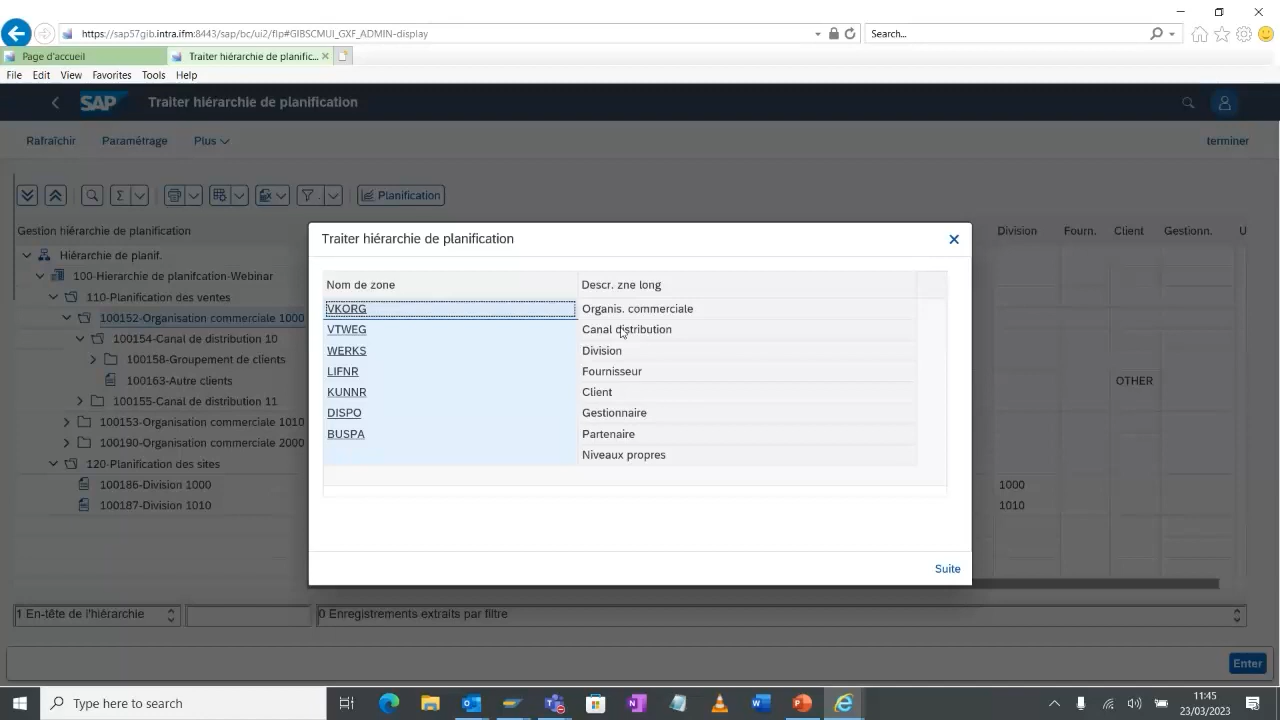 https://sap57gib.intra.ifm:8443/sap/bc/ui2/flp#GIBSCMUI_GXF_ADMIN-display
Search...
Page d'accueil
Traiter hiérarchie de planific...
File Edit View Favorites Tools Help
SAP Traiter hiérarchie de planification
Rafraîchir Paramétrage Plus terminer
Planification
Gestion hiérarchie de planification Division Fourn. Client Gestionn. U
Hiérarchie de planif.
100-Hierarchie de planifcation-Webinar
110-Planification des ventes
100152-Organisation commerciale 1000
100154-Canal de distribution 10
100158-Groupement de clients
100163-Autre clients OTHER
100155-Canal de distribution 11
100153-Organisation commerciale 1010
100190-Organisation commerciale 2000
120-Planification des sites
100186-Division 1000 1000
100187-Division 1010 1010
Traiter hiérarchie de planification
Nom de zone Descr. zne long
VKORG Organis. commerciale
VTWEG Canal distribution
WERKS Division
LIFNR Fournisseur
KUNNR Client
DISPO Gestionnaire
BUSPA Partenaire
Niveaux propres
Suite
1 En-tête de l'hiérarchie 0 Enregistrements extraits par filtre
Enter
Type here to search
11:45
23/03/2023